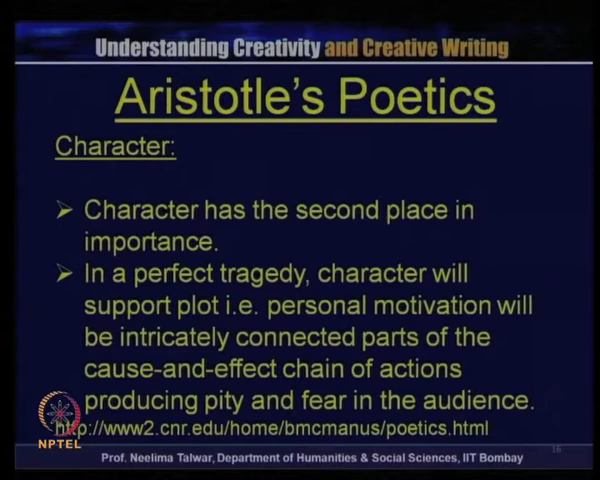 Understanding Creativity and Creative Writing
Aristotle's Poetics
Character:
➢ Character has the second place in
importance.
➢ In a perfect tragedy, character will
support plot i.e. personal motivation will
be intricately connected parts of the
cause-and-effect chain of actions
producing pity and fear in the audience.
http://www2.cnr.edu/home/bmcmanus/poetics.html
NPTEL
16
Prof. Neelima Talwar, Department of Humanities & Social Sciences, IIT Bombay